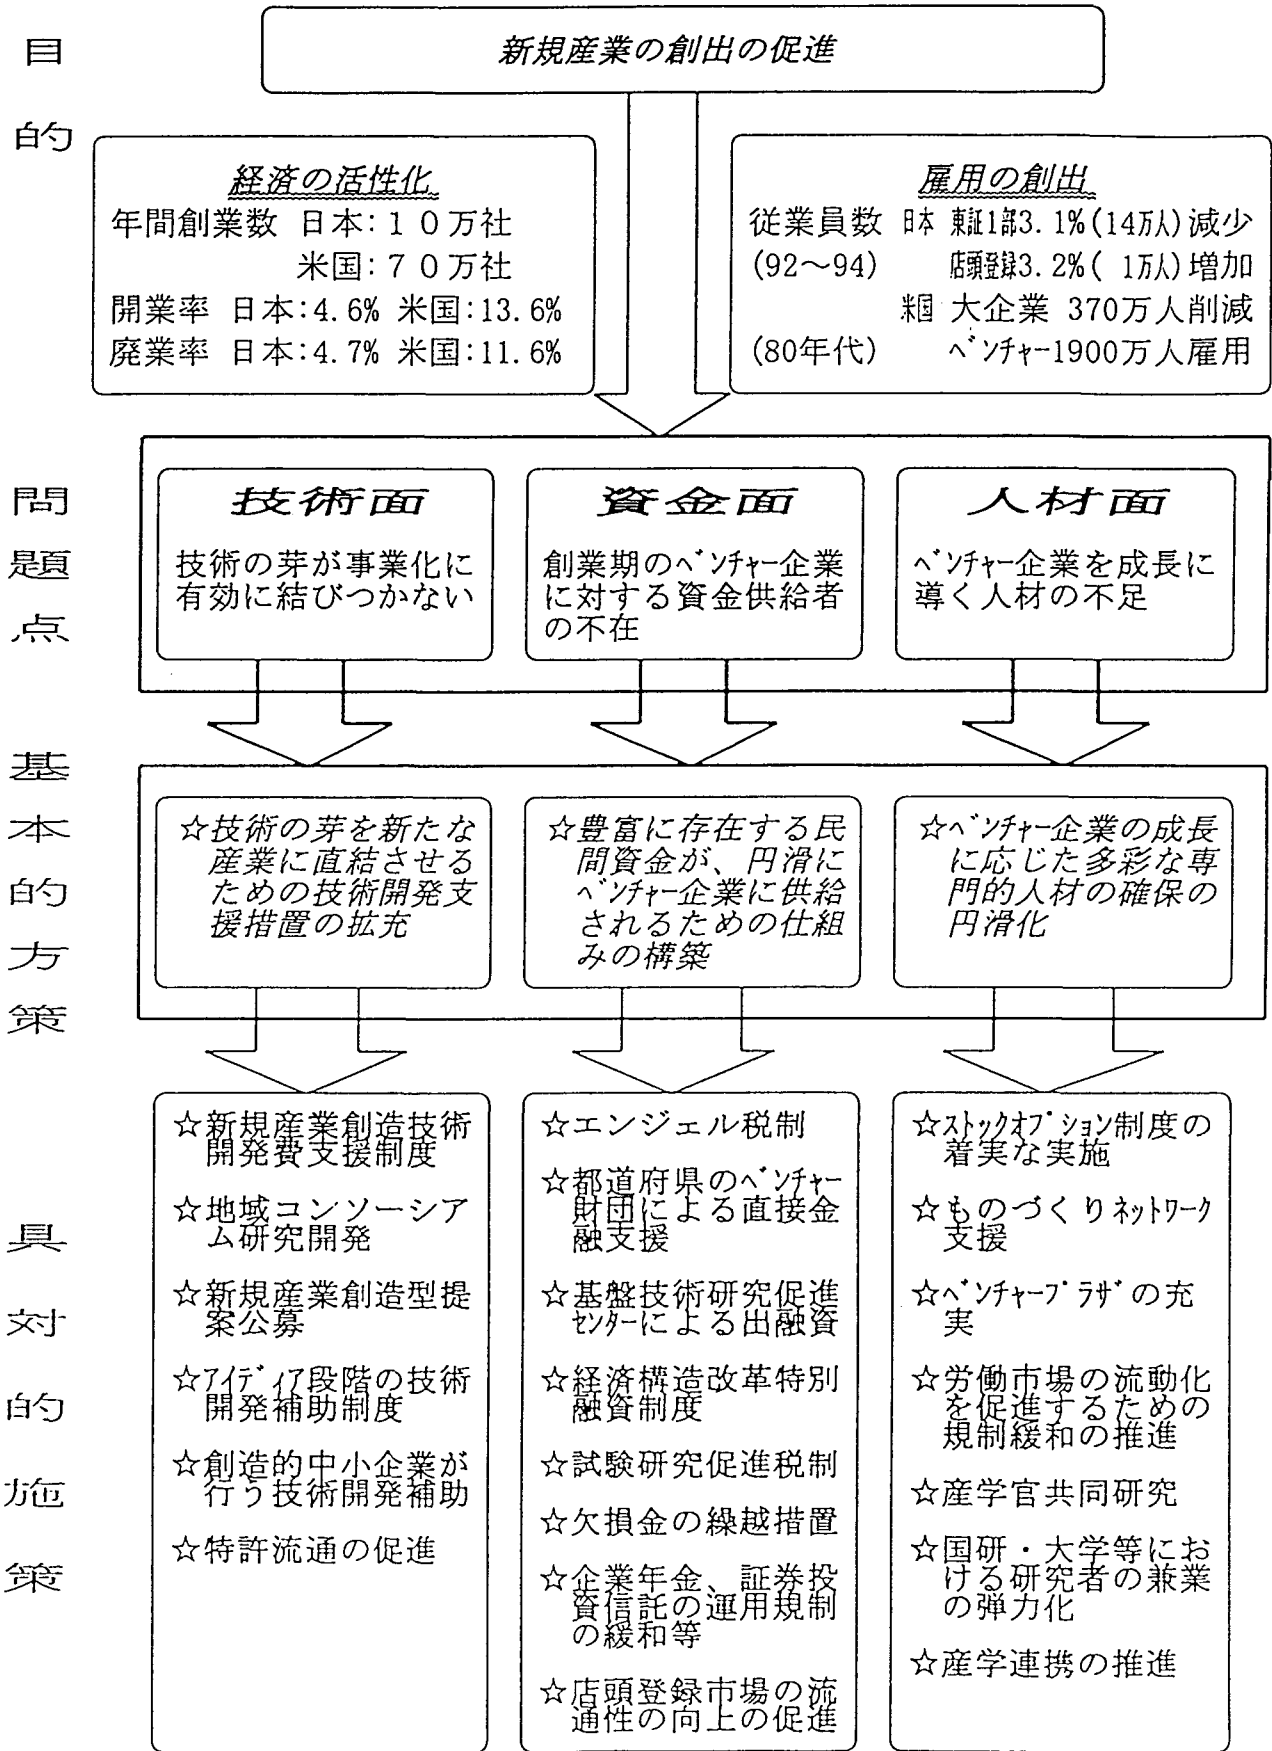 目的
新規産業の創出の促進
経済の活性化
年間創業数 日本:10万社
米国:70万社
開業率 日本:4.6% 米国:13.6%
廃業率 日本:4.7% 米国:11.6%
雇用の創出
従業員数 日本 東証1部3.1%(14万人)減少
(92〜94) 店頭登録3.2%( 1万人)増加
米国 大企業 370万人削減
(80年代) ベンチャー1900万人雇用
問題点
技術面
技術の芽が事業化に
有効に結びつかない
資金面
創業期のベンチャー企業
に対する資金供給者
の不在
人材面
ベンチャー企業を成長に
導く人材の不足
基本的方策
☆技術の芽を新たな
産業に直結させる
ための技術開発支
援措置の拡充
☆豊富に存在する民
間資金が、円滑に
ベンチャー企業に供給
されるための仕組
みの構築
☆ベンチャー企業の成長
に応じた多彩な専
門的人材の確保の
円滑化
具対的施策
☆新規産業創造技術
開発費支援制度
☆地域コンソーシア
ム研究開発
☆新規産業創造型提
案公募
☆アイディア段階の技術
開発補助制度
☆創造的中小企業が
行う技術開発補助
☆特許流通の促進
☆エンジェル税制
☆都道府県のベンチャー
財団による直接金
融支援
☆基盤技術研究促進
センターによる出融資
☆経済構造改革特別
融資制度
☆試験研究促進税制
☆欠損金の繰越措置
☆企業年金、証券投
資信託の運用規制
の緩和等
☆店頭登録市場の流
通性の向上の促進
☆ストックオプション制度の
着実な実施
☆ものづくりネットワーク
支援
☆ベンチャープラザの充
実
☆労働市場の流動化
を促進するための
規制緩和の推進
☆産学官共同研究
☆国研・大学等にお
ける研究者の兼業
の弾力化
☆産学連携の推進